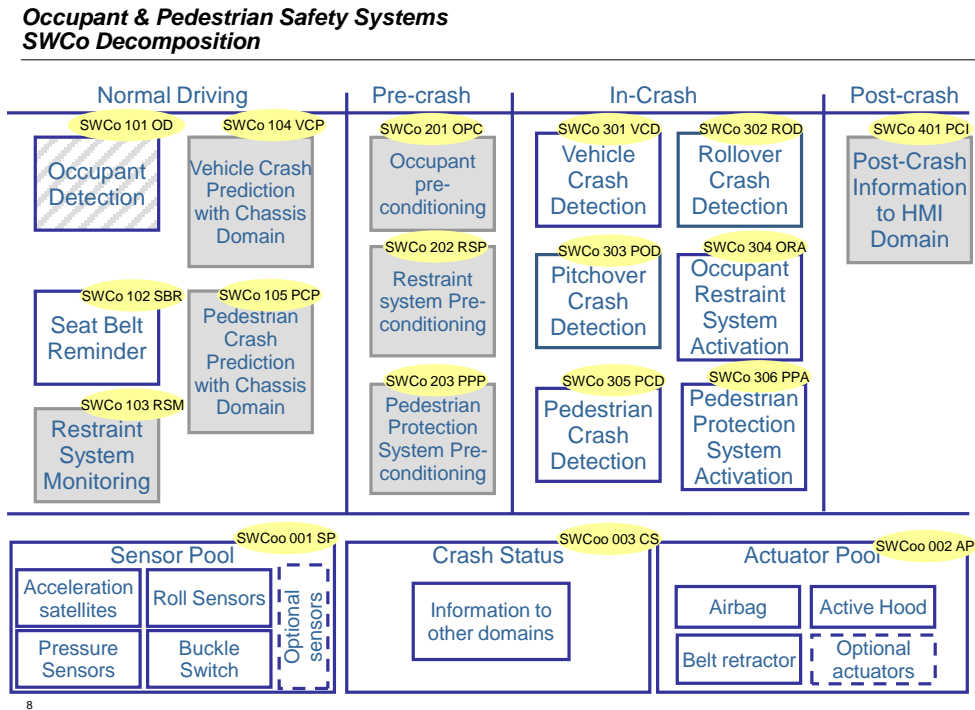 Occupant & Pedestrian Safety Systems
SWCo Decomposition
Normal Driving
Pre-crash
In-Crash
Post-crash
SWCo 101 OD
Occupant
Detection
SWCo 104 VCP
Vehicle Crash
Prediction
with Chassis
Domain
SWCo 102 SBR
Seat Belt
Reminder
SWCo 105 PCP
Pedestrian
Crash
Prediction
with Chassis
Domain
SWCo 103 RSM
Restraint
System
Monitoring
SWCo 201 OPC
Occupant
pre-
conditioning
SWCo 202 RSP
Restraint
system Pre-
conditioning
SWCo 203 PPP
Pedestrian
Protection
System Pre-
conditioning
SWCo 301 VCD
Vehicle
Crash
Detection
SWCo 302 ROD
Rollover
Crash
Detection
SWCo 303 POD
Pitchover
Crash
Detection
SWCo 304 ORA
Occupant
Restraint
System
Activation
SWCo 305 PCD
Pedestrian
Crash
Detection
SWCo 306 PPA
Pedestrian
Protection
System
Activation
SWCo 401 PCI
Post-Crash
Information
to HMI
Domain
SWCoo 001 SP
Sensor Pool
Acceleration
satellites
Roll Sensors
Pressure
Sensors
Buckle
Switch
Optional
sensors
SWCoo 003 CS
Crash Status
Information to
other domains
SWCoo 002 AP
Actuator Pool
Airbag
Active Hood
Belt retractor
Optional
actuators
8